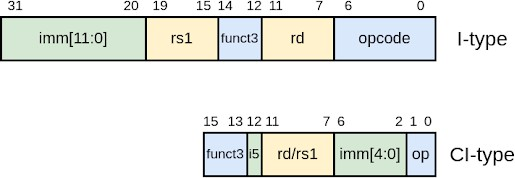 31 20 19 15 14 12 11 7 6 0
imm[11:0] rs1 funct3 rd opcode I-type
15 13 12 11 7 6 2 1 0
funct3 i5 rd/rs1 imm[4:0] op CI-type